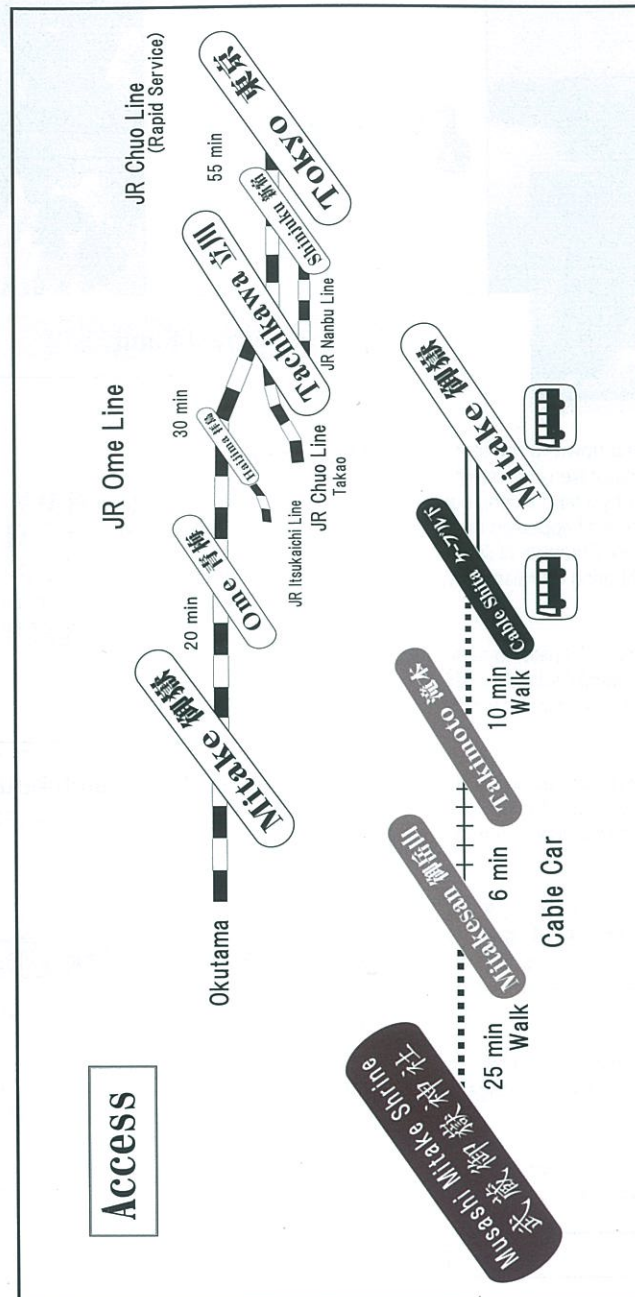 Access
JR Ome Line
JR Chuo Line
(Rapid Service)
Okutama
20 min
30 min
55 min
Mitake 御嶽
Ome 青梅
Haijima 拝島
Tachikawa 立川
Shinjuku 新宿
Tokyo 東京
JR Itsukaichi Line
JR Chuo Line
Takao
JR Nanbu Line
Musashi Mitake Shrine
武蔵御嶽神社
25 min
Walk
Mitakesan 御岳山
6 min
Cable Car
Takimoto 滝本
10 min
Walk
Cable Shita ケーブル下
Mitake 御嶽